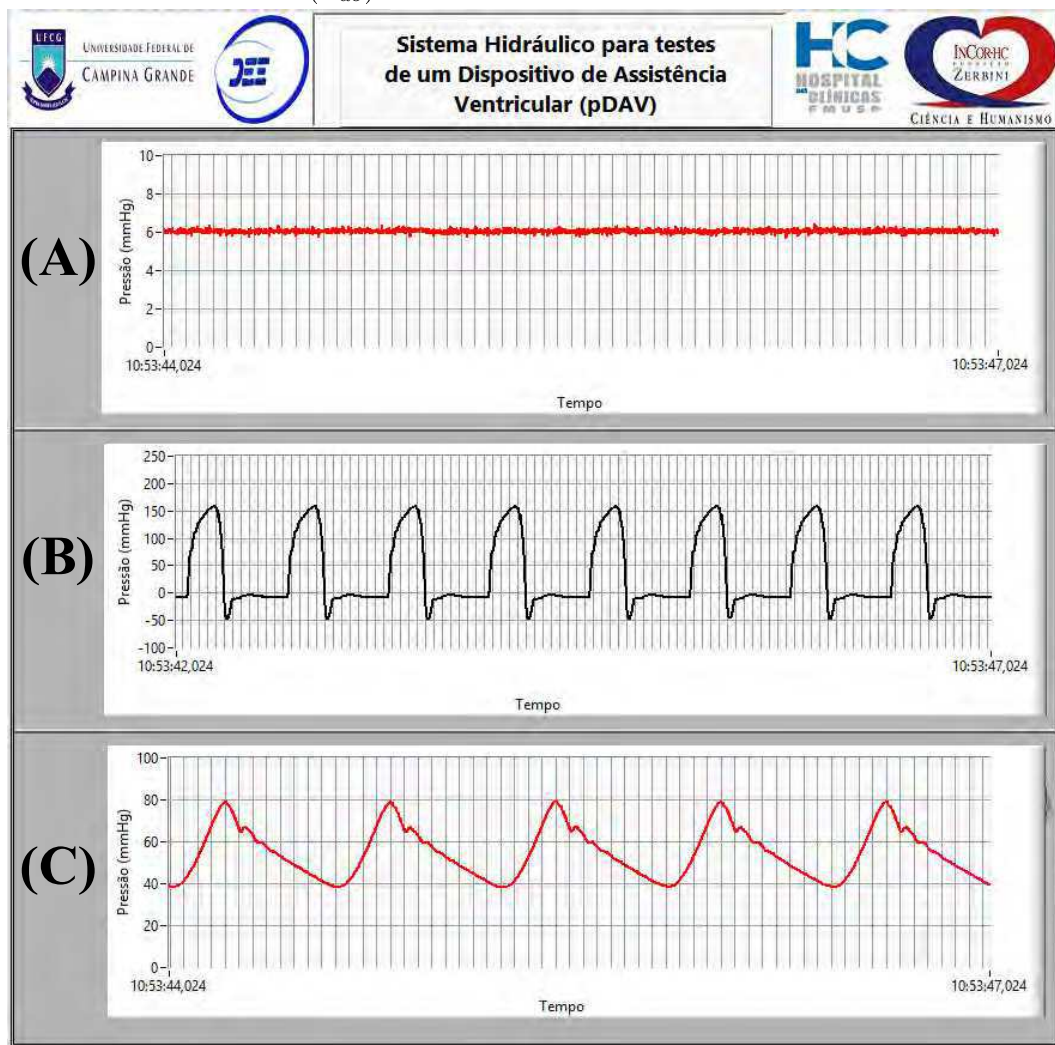 UFCG
UNIVERSIDADE FEDERAL DE
CAMPINA GRANDE
DEE
Sistema Hidráulico para testes
de um Dispositivo de Assistência
Ventricular (pDAV)
HC
HOSPITAL
DAS CLÍNICAS
FMUSP
INCOR-HC
FUNDAÇÃO
ZERBINI
CIÊNCIA E HUMANISMO
(A)
Pressão (mmHg)
10
8
6
4
2
0
10:53:44,024
10:53:47,024
Tempo
(B)
Pressão (mmHg)
250
200
150
100
50
0
-50
-100
10:53:42,024
10:53:47,024
Tempo
(C)
Pressão (mmHg)
100
80
60
40
20
0
10:53:44,024
10:53:47,024
Tempo